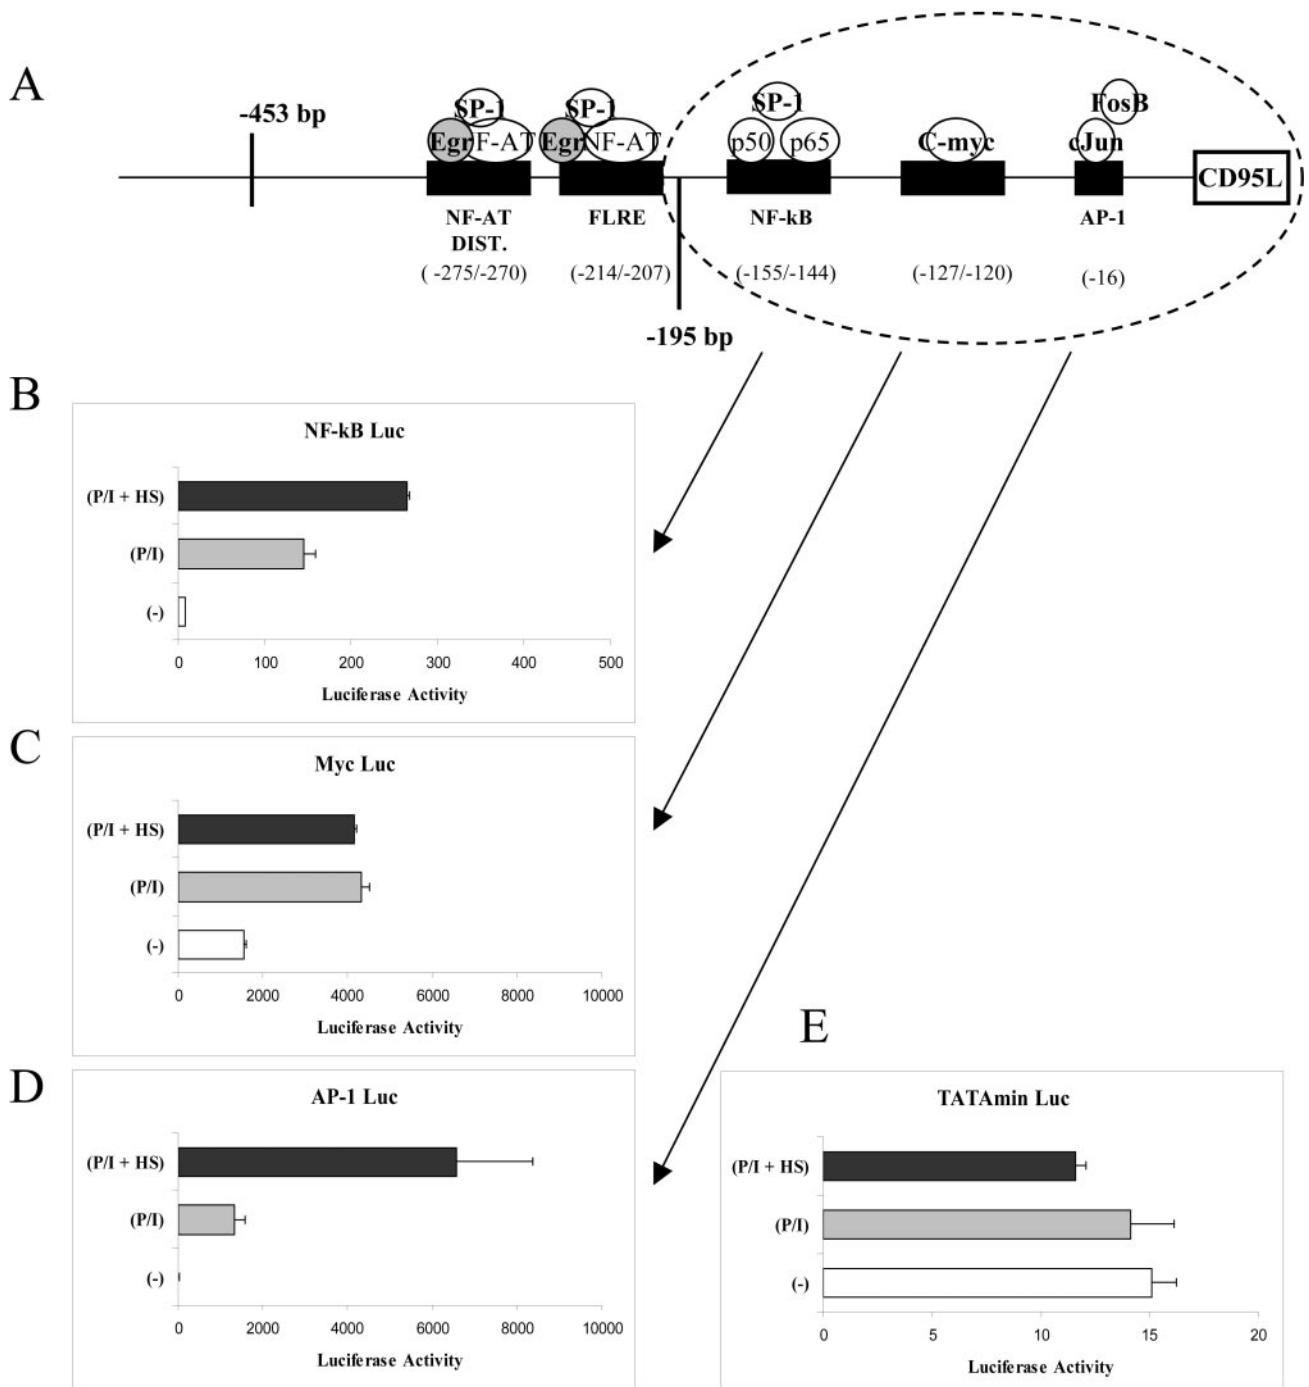 A
-453 bp
SP-1
SP-1
SP-1
FosB
Egr F-AT
Egr NF-AT
p50 p65
C-myc
cJun
CD95L
NF-AT
DIST.
FLRE
NF-kB
AP-1
( -275/-270)
(-214/-207)
(-155/-144)
(-127/-120)
(-16)
-195 bp
B
NF-kB Luc
(P/I + HS)
(P/I)
(-)
0 100 200 300 400 500
Luciferase Activity
C
Myc Luc
(P/I + HS)
(P/I)
(-)
0 2000 4000 6000 8000 10000
Luciferase Activity
D
AP-1 Luc
(P/I + HS)
(P/I)
(-)
0 2000 4000 6000 8000 10000
Luciferase Activity
E
TATAmin Luc
(P/I + HS)
(P/I)
(-)
0 5 10 15 20
Luciferase Activity